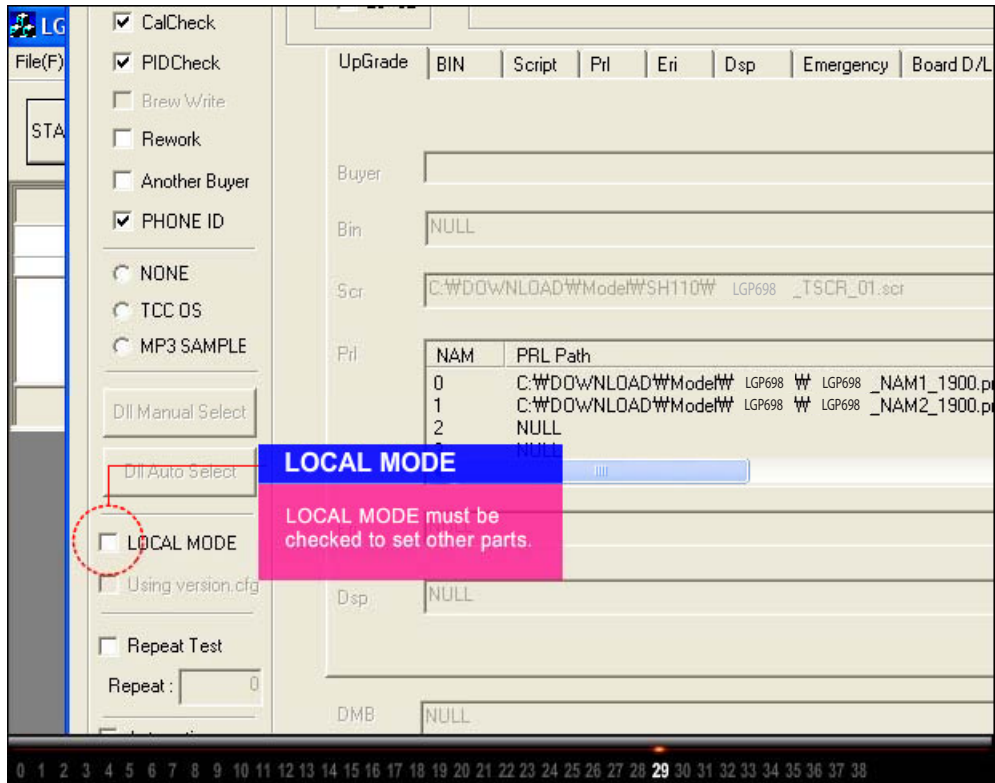 LG
File(F)
STA
CalCheck
PIDCheck
Brew Write
Rework
Another Buyer
PHONE ID
NONE
TCC OS
MP3 SAMPLE
Dll Manual Select
Dll Auto Select
LOCAL MODE
Using version.cfg
Repeat Test
Repeat : 0
UpGrade BIN Script Prl Eri Dsp Emergency Board D/L
Buyer
Bin NULL
Scr C:₩DOWNLOAD₩Model₩SH110₩ LGP698 _TSCR_01.scr
Prl NAM PRL Path
0 C:₩DOWNLOAD₩Model₩ LGP698 ₩ LGP698 _NAM1_1900.pr
1 C:₩DOWNLOAD₩Model₩ LGP698 ₩ LGP698 _NAM2_1900.pr
2 NULL
NULL
LOCAL MODE
LOCAL MODE must be
checked to set other parts.
Dsp NULL
DMB NULL
0 1 2 3 4 5 6 7 8 9 10 11 12 13 14 15 16 17 18 19 20 21 22 23 24 25 26 27 28 29 30 31 32 33 34 35 36 37 38